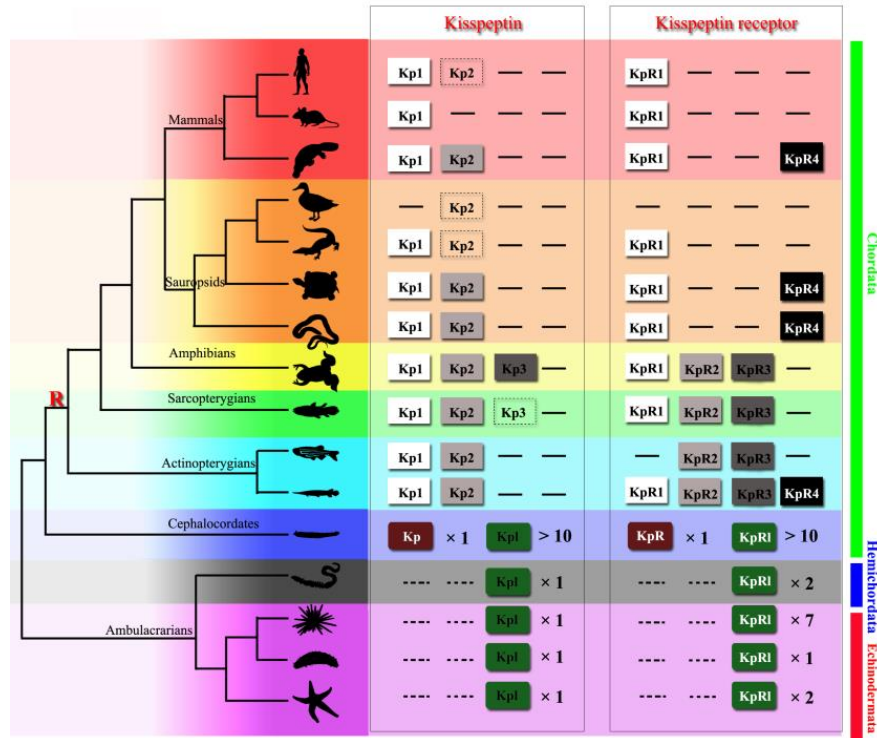 Kisspeptin Kisspeptin receptor
Kp1 Kp2 — — KpR1 — — —
Mammals Kp1 — — — KpR1 — — —
Kp1 Kp2 — — KpR1 — — KpR4
— Kp2 — — — — — —
Kp1 Kp2 — — KpR1 — — —
Sauropsids Kp1 Kp2 — — KpR1 — — KpR4
Kp1 Kp2 — — KpR1 — — KpR4
Amphibians Kp1 Kp2 Kp3 — KpR1 KpR2 KpR3 —
R
Sarcopterygians Kp1 Kp2 Kp3 — KpR1 KpR2 KpR3 —
Actinopterygians Kp1 Kp2 — — — KpR2 KpR3 —
Kp1 Kp2 — — KpR1 KpR2 KpR3 KpR4
Cephalocordates Kp × 1 Kpl > 10 KpR × 1 KpRl > 10
---- ---- Kpl × 1 ---- ---- KpRl × 2
Ambulacrarians ---- ---- Kpl × 1 ---- ---- KpRl × 7
---- ---- Kpl × 1 ---- ---- KpRl × 1
---- ---- Kpl × 1 ---- ---- KpRl × 2
Chordata
Hemichordata
Echinodermata